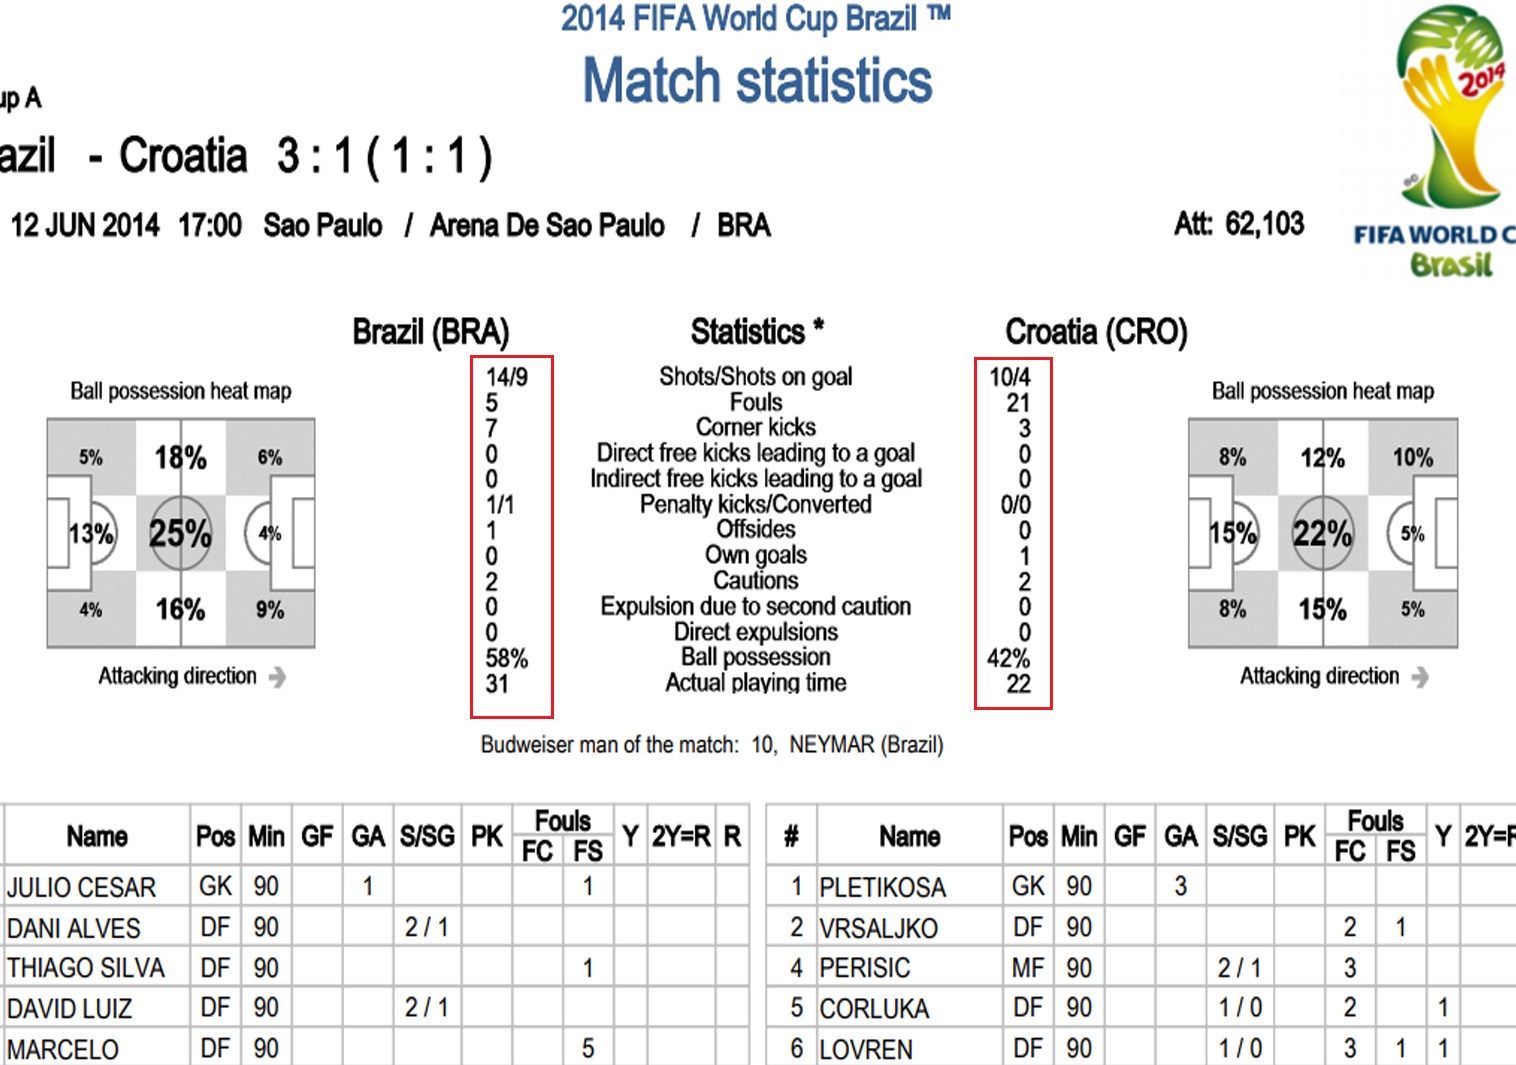 2014 FIFA World Cup Brazil ™
Match statistics
2014
FIFA WORLD C
Brasil
up A
azil - Croatia 3 : 1 ( 1 : 1 )
12 JUN 2014 17:00 Sao Paulo / Arena De Sao Paulo / BRA
Att: 62,103
Brazil (BRA) Statistics * Croatia (CRO)
14/9 Shots/Shots on goal 10/4
5 Fouls 21
7 Corner kicks 3
0 Direct free kicks leading to a goal 0
0 Indirect free kicks leading to a goal 0
1/1 Penalty kicks/Converted 0/0
1 Offsides 0
0 Own goals 1
2 Cautions 2
0 Expulsion due to second caution 0
0 Direct expulsions 0
58% Ball possession 42%
31 Actual playing time 22
Ball possession heat map
5% 18% 6%
13% 25% 4%
4% 16% 9%
Attacking direction
Ball possession heat map
8% 12% 10%
15% 22% 5%
8% 15% 5%
Attacking direction
Budweiser man of the match: 10, NEYMAR (Brazil)
Name Pos Min GF GA S/SG PK Fouls FC FS Y 2Y=R R
JULIO CESAR GK 90 1 1
DANI ALVES DF 90 2 / 1
THIAGO SILVA DF 90 1
DAVID LUIZ DF 90 2 / 1
MARCELO DF 90 5
# Name Pos Min GF GA S/SG PK Fouls FC FS Y 2Y=R
1 PLETIKOSA GK 90 3
2 VRSALJKO DF 90 2 1
4 PERISIC MF 90 2 / 1 3
5 CORLUKA DF 90 1 / 0 2 1
6 LOVREN DF 90 1 / 0 3 1 1